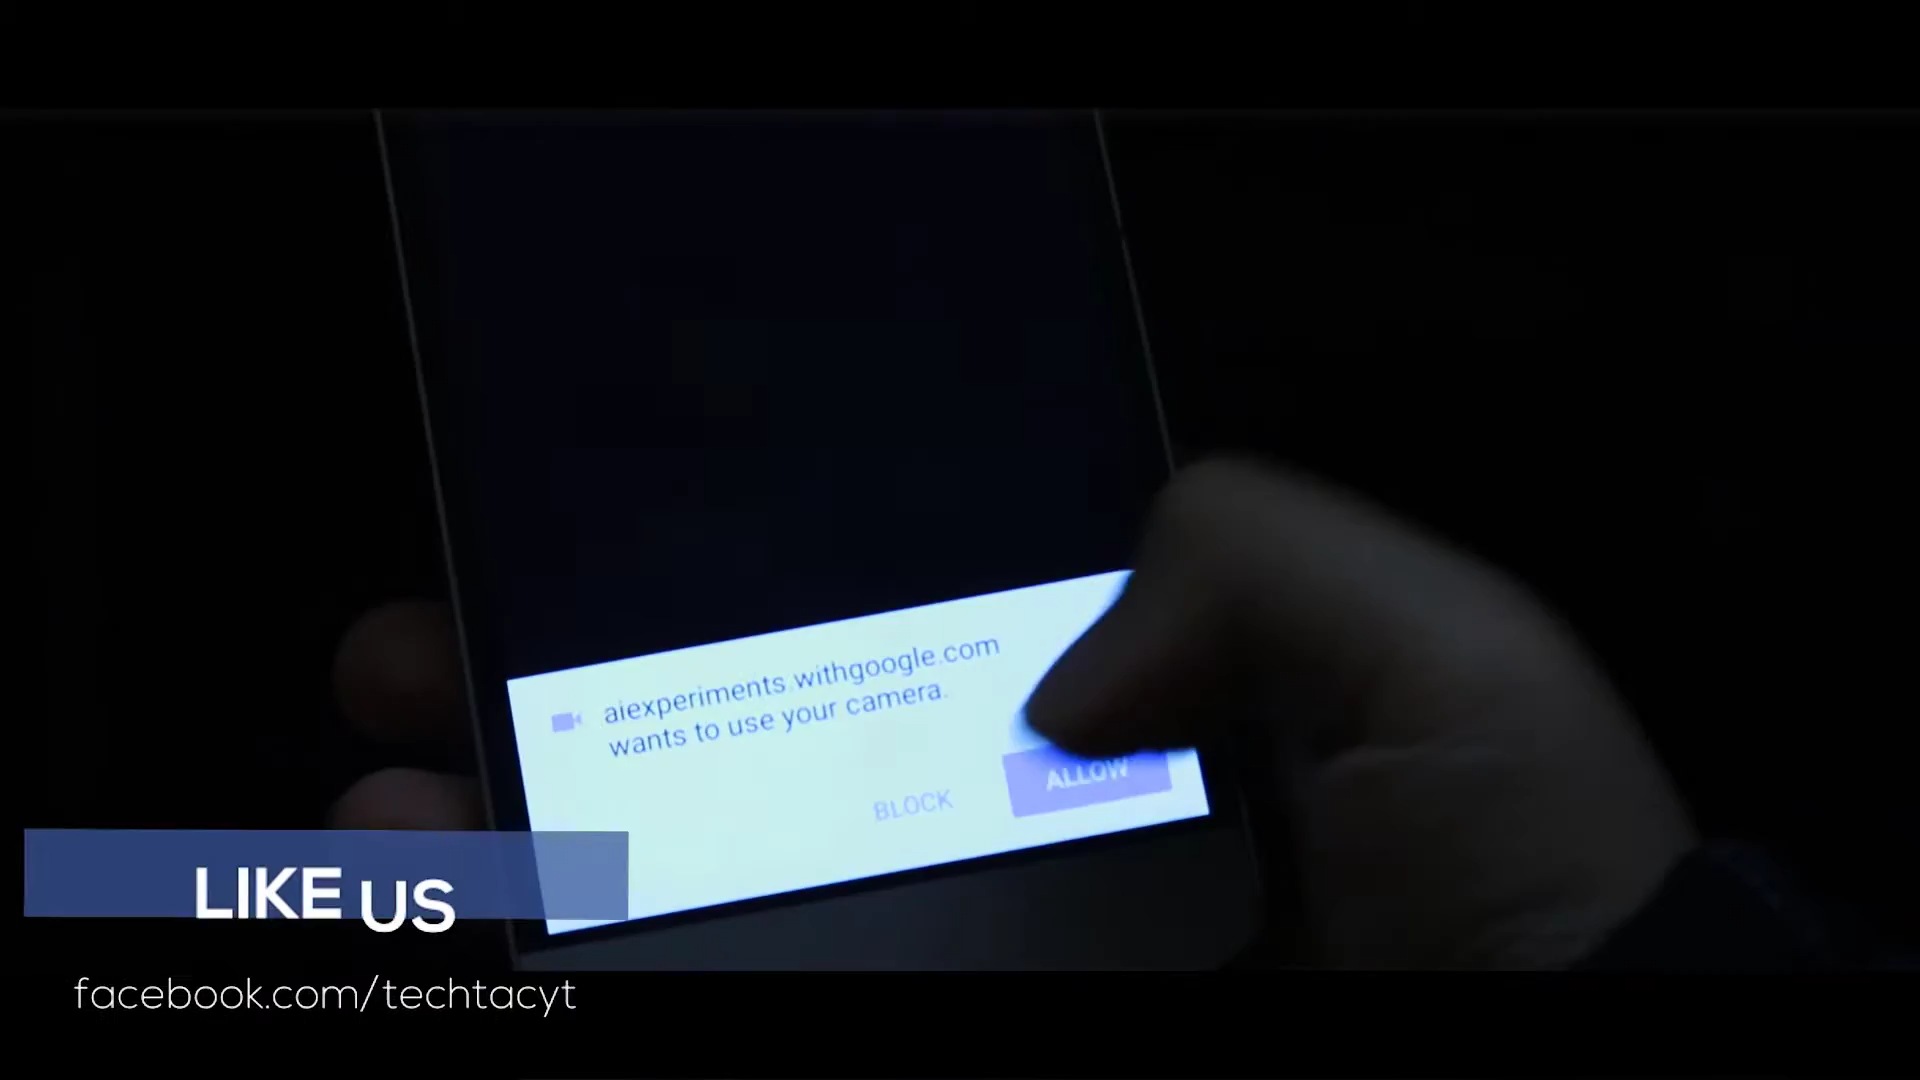 aiexperiments.withgoogle.com
wants to use your camera.
BLOCK
ALLOW
LIKE US
facebook.com/techtacyt